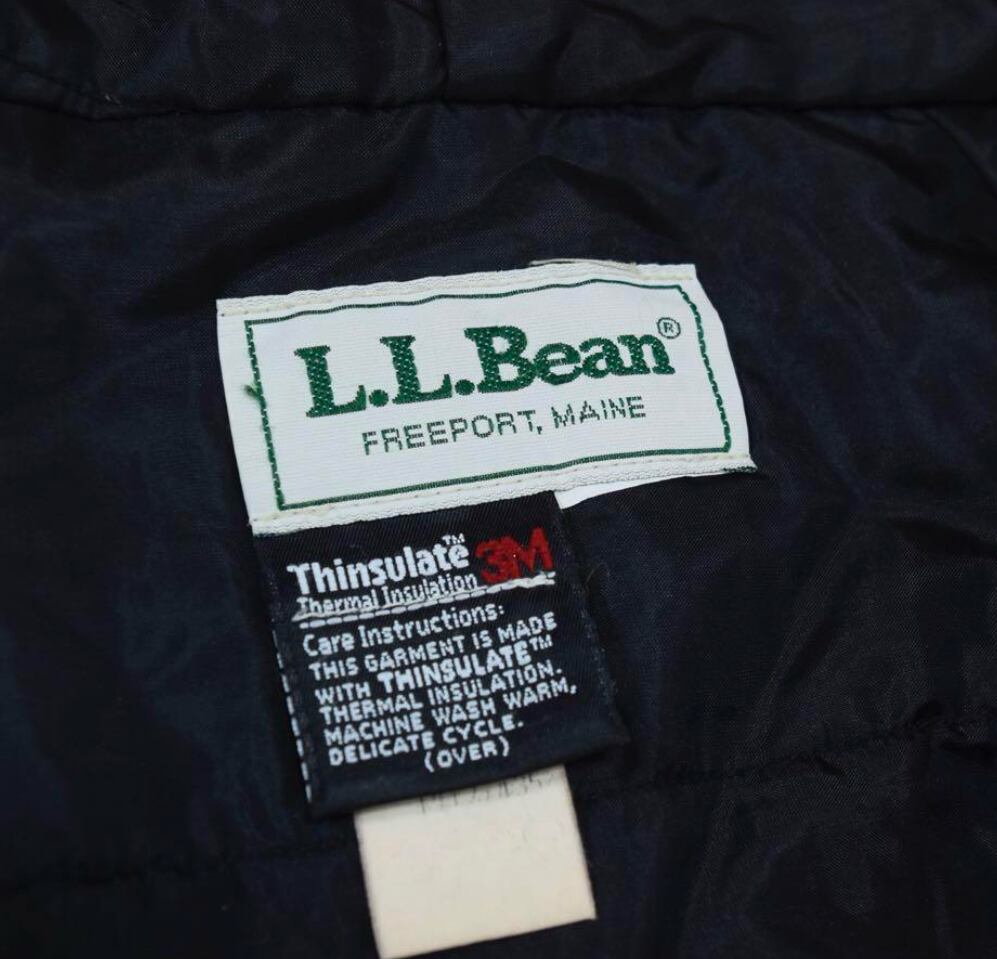 L.L.Bean®
FREEPORT, MAINE
Thinsulate™ 3M
Thermal Insulation
Care Instructions:
THIS GARMENT IS MADE
WITH THINSULATE™
THERMAL INSULATION.
MACHINE WASH WARM,
DELICATE CYCLE.
(OVER)